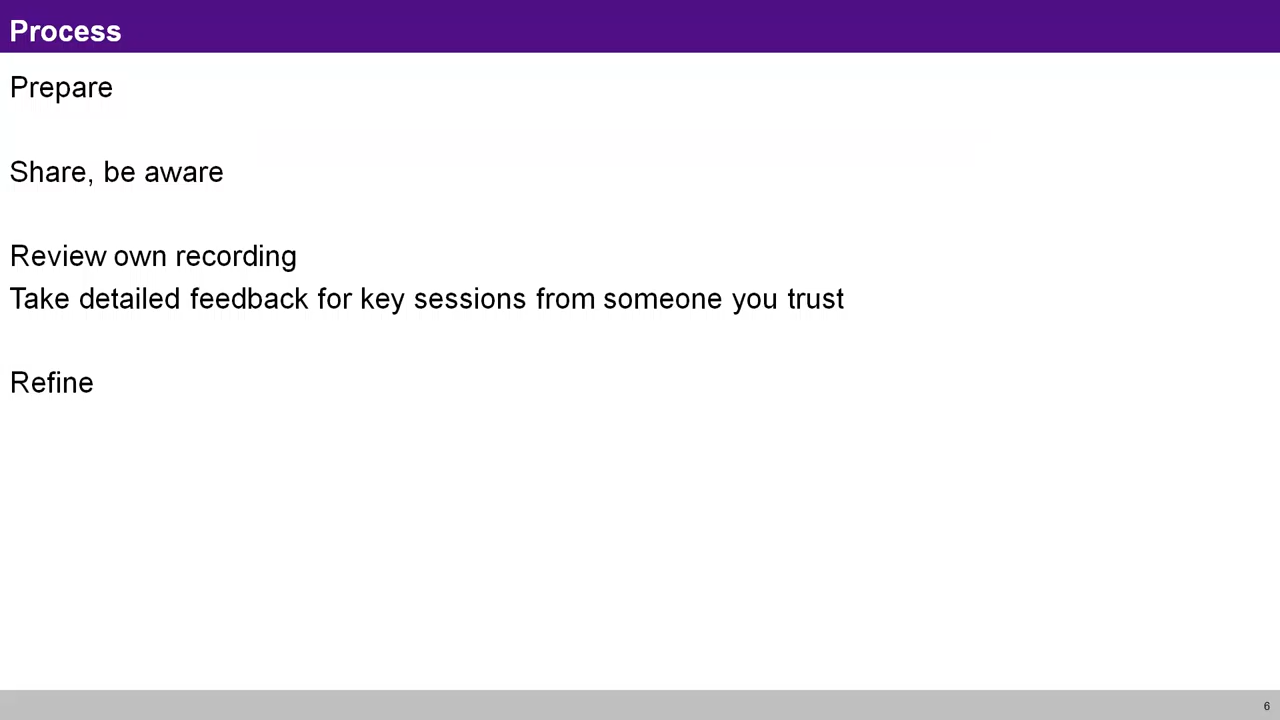 Process
Prepare
Share, be aware
Review own recording
Take detailed feedback for key sessions from someone you trust
Refine
6